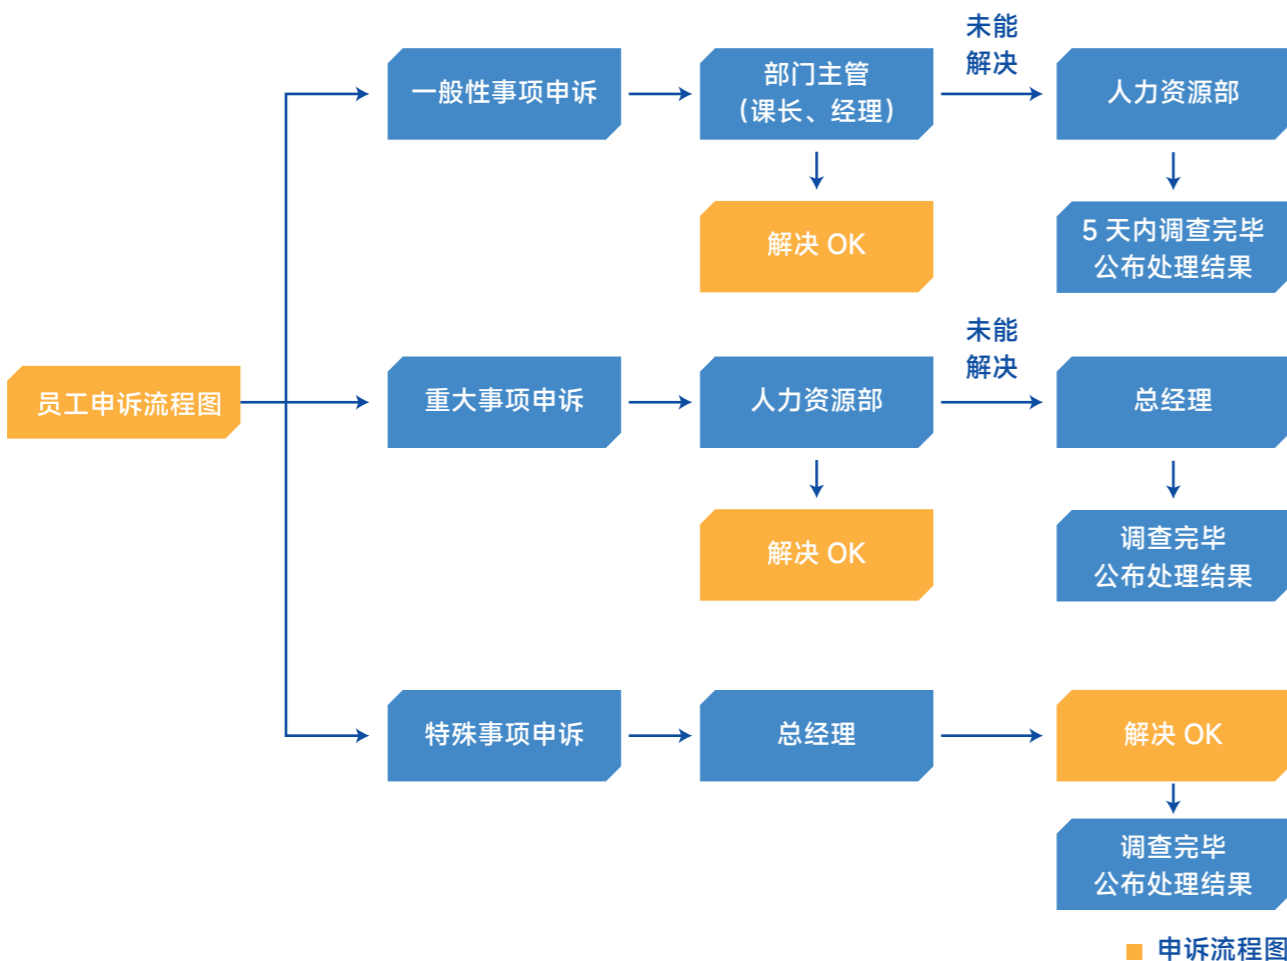 未能
解决
一般性事项申诉
部门主管
（课长、经理）
人力资源部
解决 OK
5 天内调查完毕
公布处理结果
未能
解决
员工申诉流程图
重大事项申诉
人力资源部
总经理
解决 OK
调查完毕
公布处理结果
特殊事项申诉
总经理
解决 OK
调查完毕
公布处理结果
申诉流程图